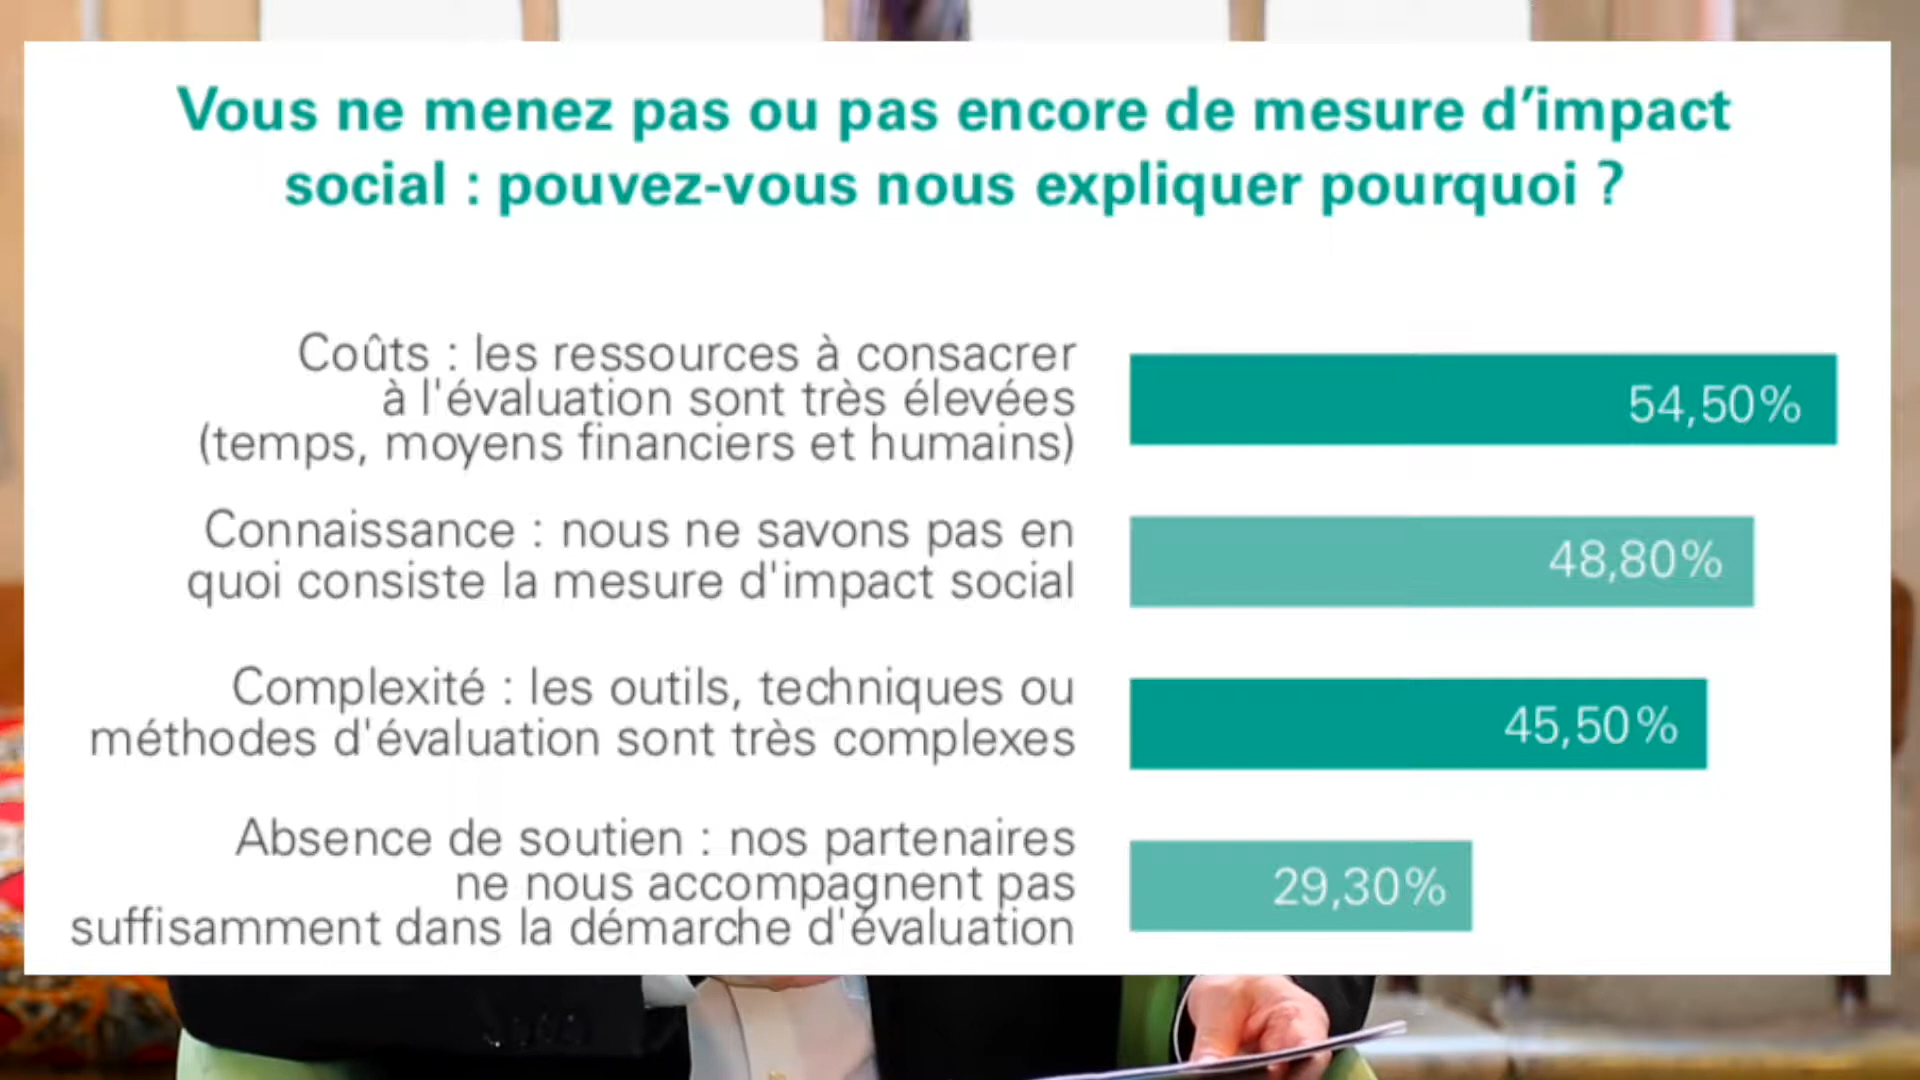 Vous ne menez pas ou pas encore de mesure d’impact
social : pouvez-vous nous expliquer pourquoi ?
Coûts : les ressources à consacrer
à l'évaluation sont très élevées
(temps, moyens financiers et humains)
54,50%
Connaissance : nous ne savons pas en
quoi consiste la mesure d'impact social
48,80%
Complexité : les outils, techniques ou
méthodes d'évaluation sont très complexes
45,50%
Absence de soutien : nos partenaires
ne nous accompagnent pas
suffisamment dans la démarche d'évaluation
29,30%